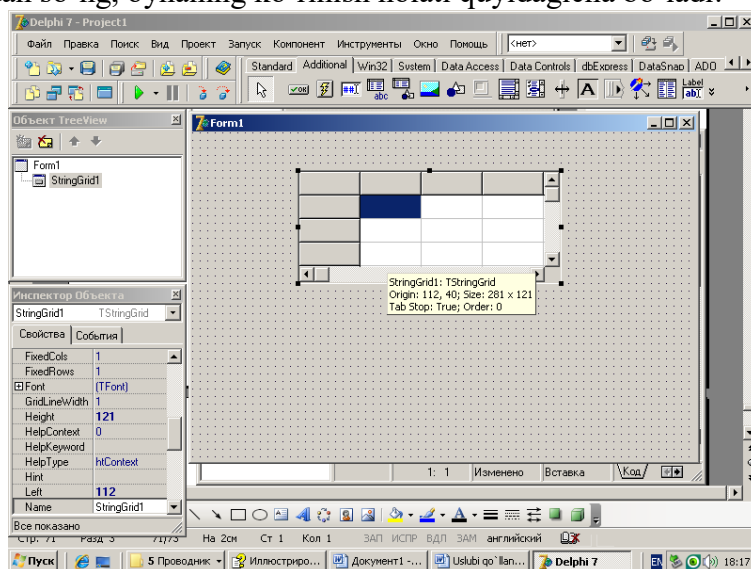 Delphi 7 - Project1
Файл Правка Поиск Вид Проект Запуск Компонент Инструменты Окно Помощь <нет>
Standard Additional Win32 System Data Access Data Controls dbExpress DataSnap ADO
Объект TreeView
Form1
StringGrid1
Form1
StringGrid1: TStringGrid
Origin: 112, 40; Size: 281 x 121
Tab Stop: True; Order: 0
Инспектор Объекта
StringGrid1 TStringGrid
Свойства События
FixedCols 1
FixedRows 1
Font (TFont)
GridLineWidth 1
Height 121
HelpContext 0
HelpKeyword
HelpType htContext
Hint
Left 112
Name StringGrid1
Все показано
1: 1 Изменено Вставка Код
Стр. 71 Разд 3 71/73 На 2см Ст 1 Кол 1 ЗАП ИСПР ВДЛ ЗАМ английский
Пуск 5 Проводник Иллюстриро... Документ1 -... Uslubi qo`llan... Delphi 7 EN 18:17